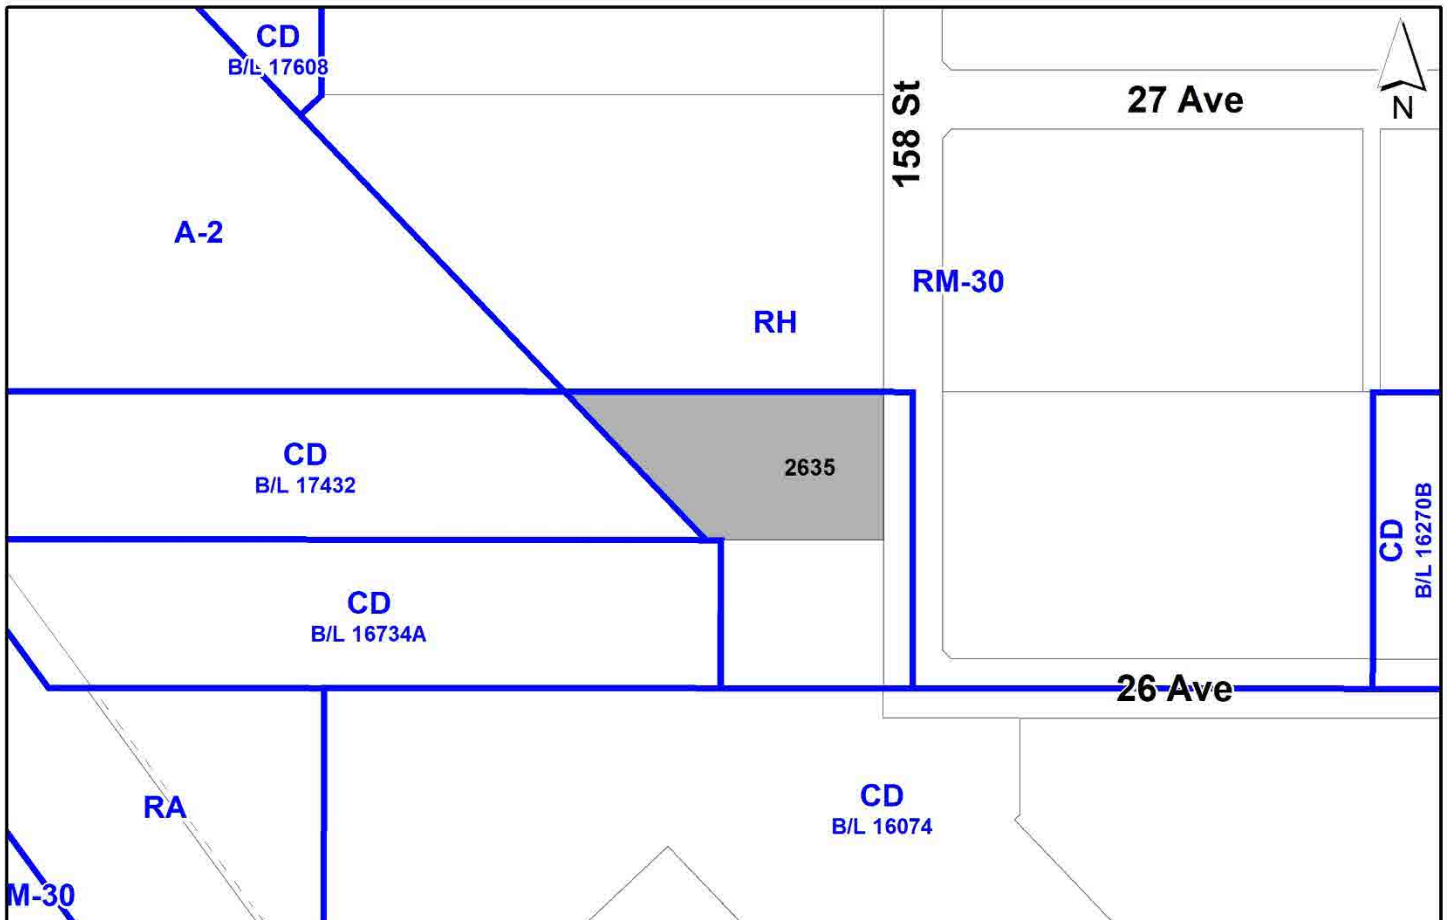 CD
B/L 17608
158 St
27 Ave
N
A-2
RM-30
RH
CD
B/L 17432
2635
CD
B/L 16270B
CD
B/L 16734A
26 Ave
RA
CD
B/L 16074
M-30